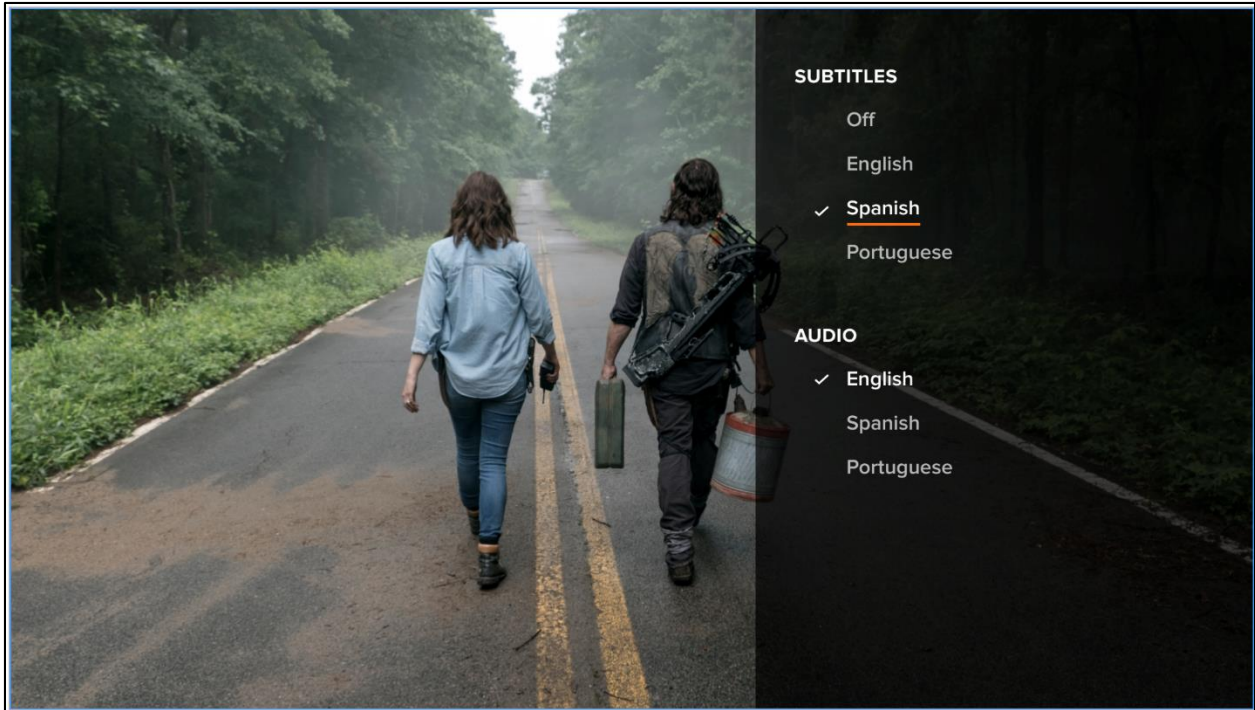 SUBTITLES
Off
English
Spanish
Portuguese
AUDIO
English
Spanish
Portuguese